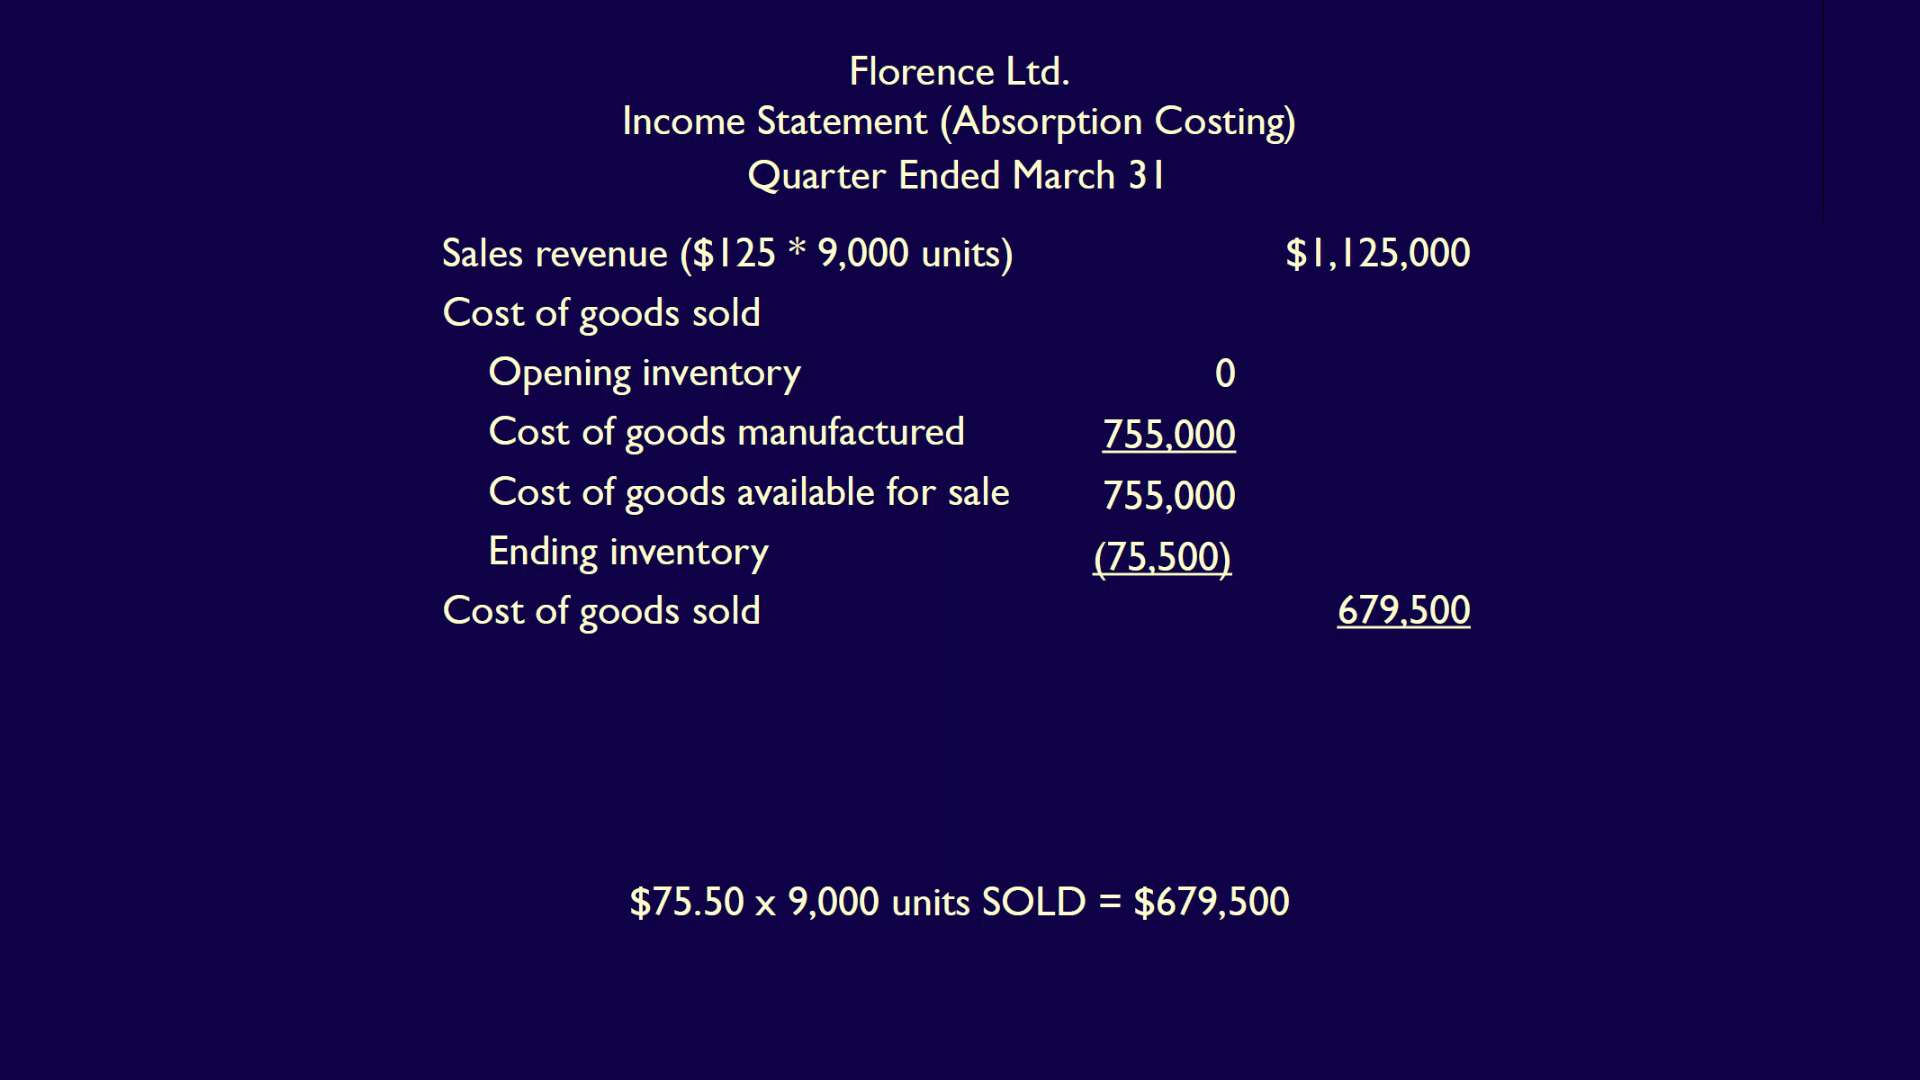 Florence Ltd.
Income Statement (Absorption Costing)
Quarter Ended March 31
Sales revenue ($125 * 9,000 units) $1,125,000
Cost of goods sold
Opening inventory 0
Cost of goods manufactured 755,000
Cost of goods available for sale 755,000
Ending inventory (75,500)
Cost of goods sold 679,500
$75.50 x 9,000 units SOLD = $679,500